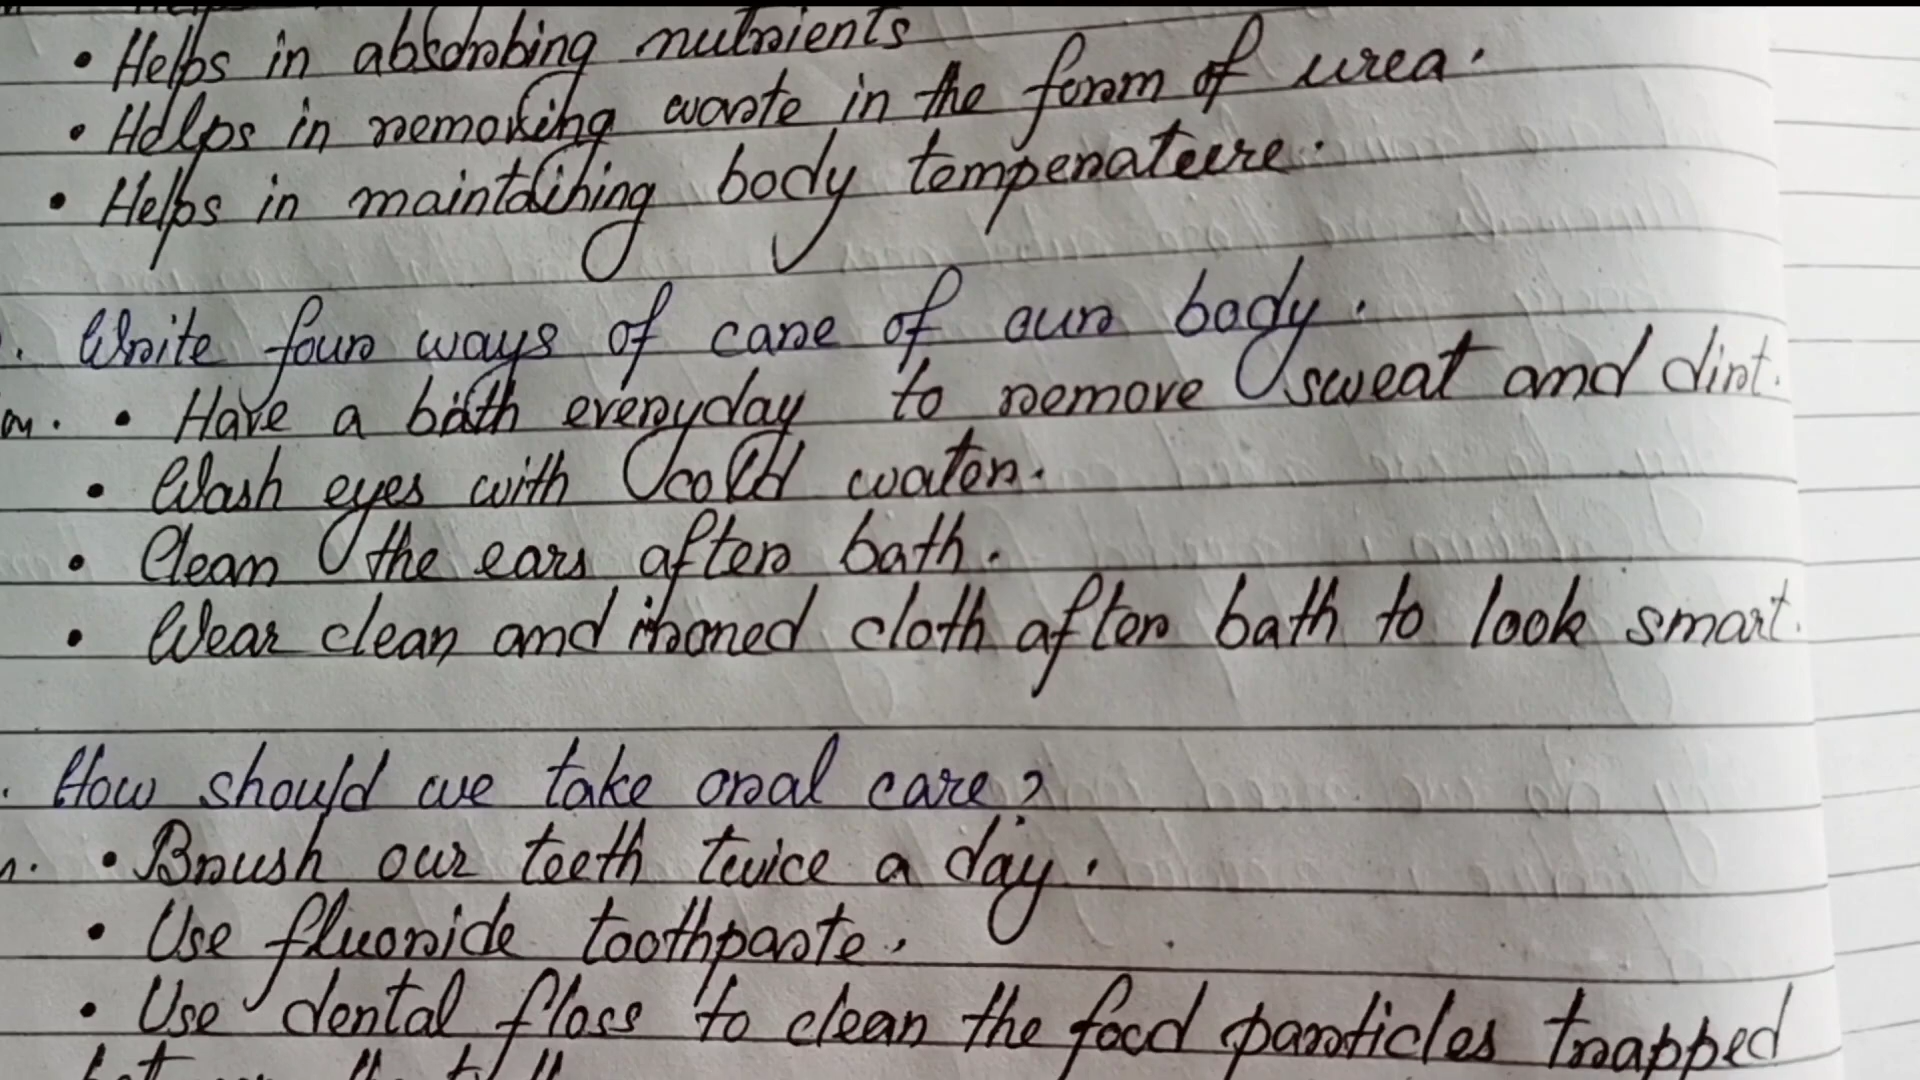 • Helps in absorbing nutrients
• Helps in removing waste in the form of urea.
• Helps in maintaining body temperature.
. Write four ways of care of our body.
• Have a bath everyday to remove sweat and dirt.
• Wash eyes with cold water.
• Clean the ears after bath.
• Wear clean and ironed cloth after bath to look smart.
. How should we take oral care?
• Brush our teeth twice a day.
• Use fluoride toothpaste.
• Use dental floss to clean the food particles trapped